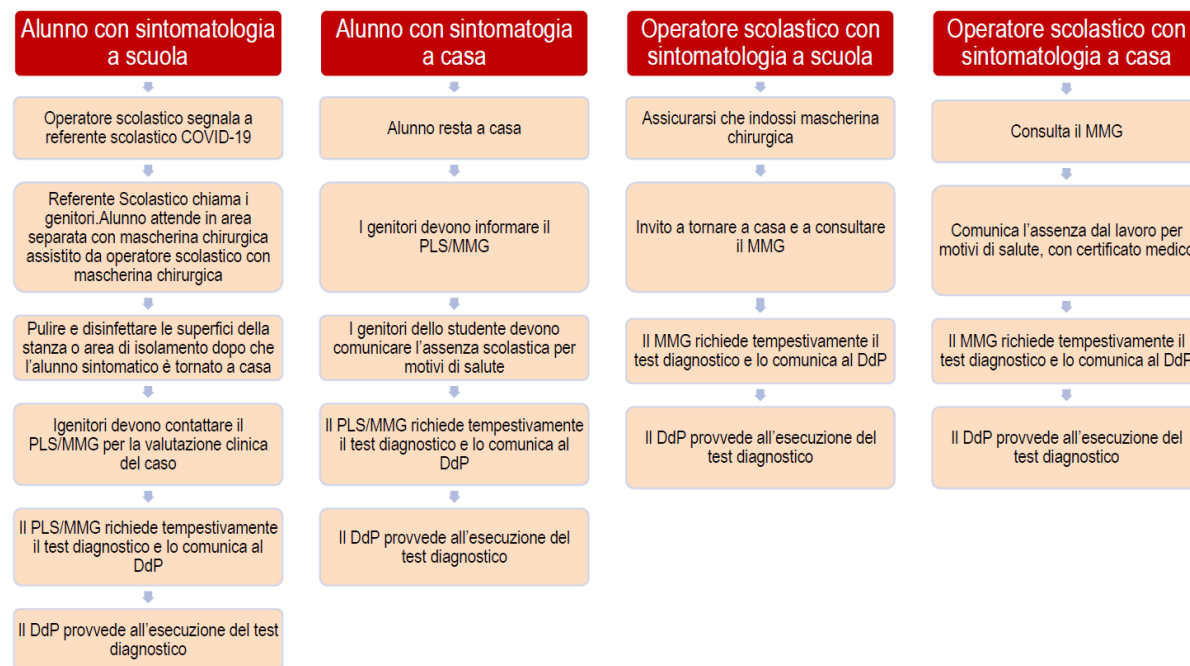 Alunno con sintomatologia
a scuola
Operatore scolastico segnala a
referente scolastico COVID-19
Referente Scolastico chiama i
genitori.Alunno attende in area
separata con mascherina chirurgica
assistito da operatore scolastico con
mascherina chirurgica
Pulire e disinfettare le superfici della
stanza o area di isolamento dopo che
l'alunno sintomatico è tornato a casa
Igenitori devono contattare il
PLS/MMG per la valutazione clinica
del caso
Il PLS/MMG richiede tempestivamente
il test diagnostico e lo comunica al
DdP
Il DdP provvede all'esecuzione del test
diagnostico
Alunno con sintomatogia
a casa
Alunno resta a casa
I genitori devono informare il
PLS/MMG
I genitori dello studente devono
comunicare l'assenza scolastica per
motivi di salute
Il PLS/MMG richiede tempestivamente
il test diagnostico e lo comunica al
DdP
Il DdP provvede all'esecuzione del
test diagnostico
Operatore scolastico con
sintomatologia a scuola
Assicurarsi che indossi mascherina
chirurgica
Invito a tornare a casa e a consultare
il MMG
Il MMG richiede tempestivamente il
test diagnostico e lo comunica al DdP
Il DdP provvede all'esecuzione del
test diagnostico
Operatore scolastico con
sintomatologia a casa
Consulta il MMG
Comunica l'assenza dal lavoro per
motivi di salute, con certificato medico
Il MMG richiede tempestivamente il
test diagnostico e lo comunica al DdP
Il DdP provvede all'esecuzione del
test diagnostico